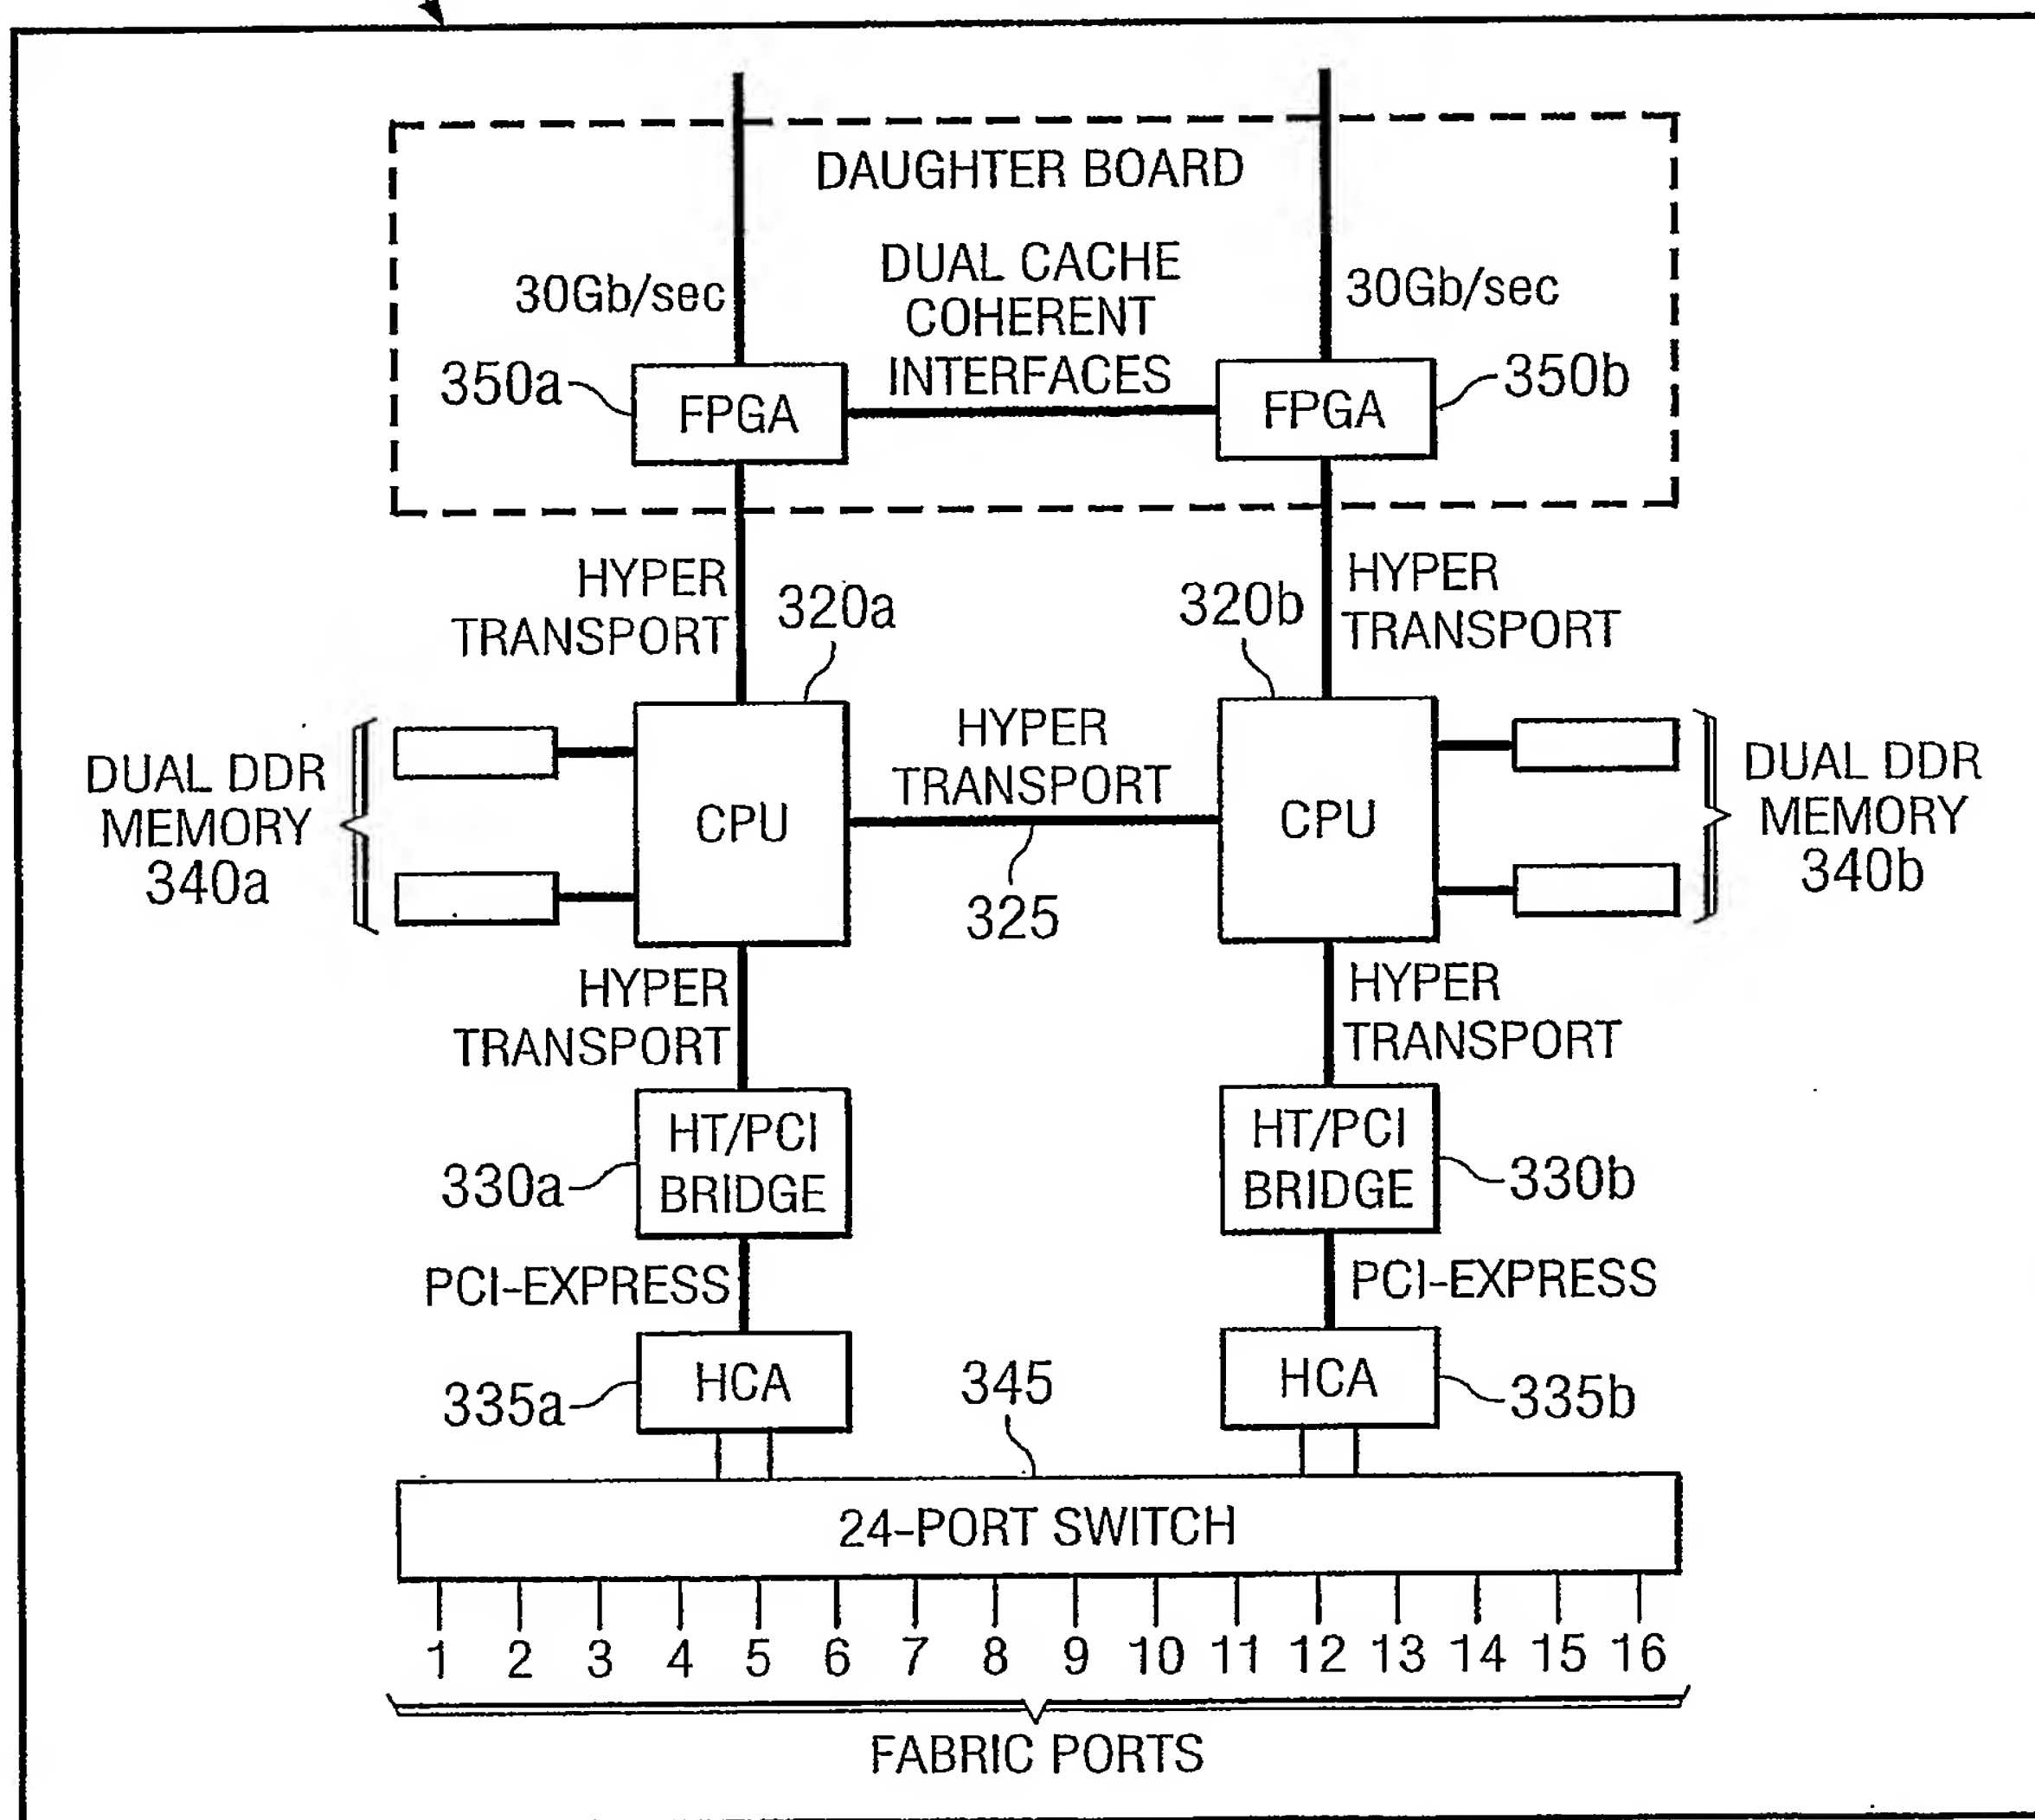 DAUGHTER BOARD
DUAL CACHE
COHERENT
INTERFACES
30Gb/sec
30Gb/sec
350a
FPGA
FPGA
350b
HYPER
TRANSPORT
320a
320b
HYPER
TRANSPORT
DUAL DDR
MEMORY
340a
CPU
HYPER
TRANSPORT
325
CPU
DUAL DDR
MEMORY
340b
HYPER
TRANSPORT
HYPER
TRANSPORT
330a
HT/PCI
BRIDGE
HT/PCI
BRIDGE
330b
PCI-EXPRESS
PCI-EXPRESS
335a
HCA
345
HCA
335b
24-PORT SWITCH
1 2 3 4 5 6 7 8 9 10 11 12 13 14 15 16
FABRIC PORTS